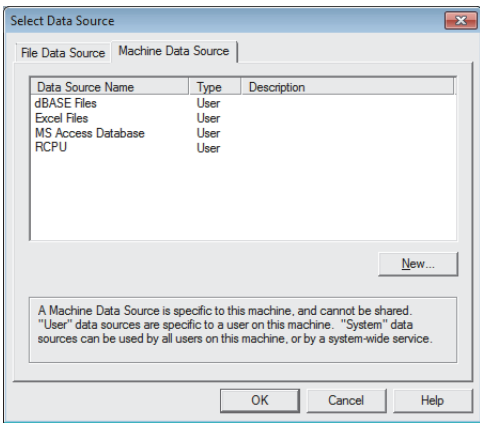 Select Data Source
File Data Source Machine Data Source
Data Source Name Type Description
dBASE Files User
Excel Files User
MS Access Database User
RCPU User
New...
A Machine Data Source is specific to this machine, and cannot be shared.
"User" data sources are specific to a user on this machine. "System" data
sources can be used by all users on this machine, or by a system-wide service.
OK Cancel Help